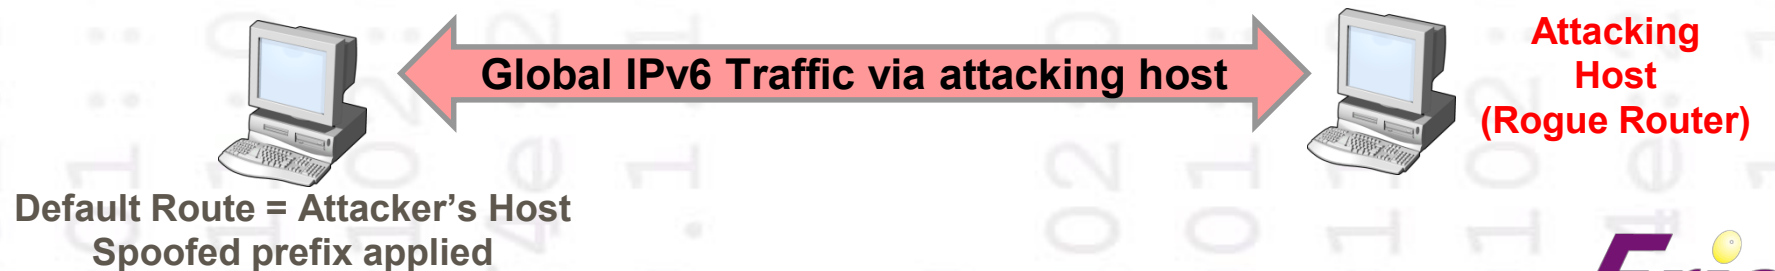 Global IPv6 Traffic via attacking host
Attacking
Host
(Rogue Router)
Default Route = Attacker's Host
Spoofed prefix applied